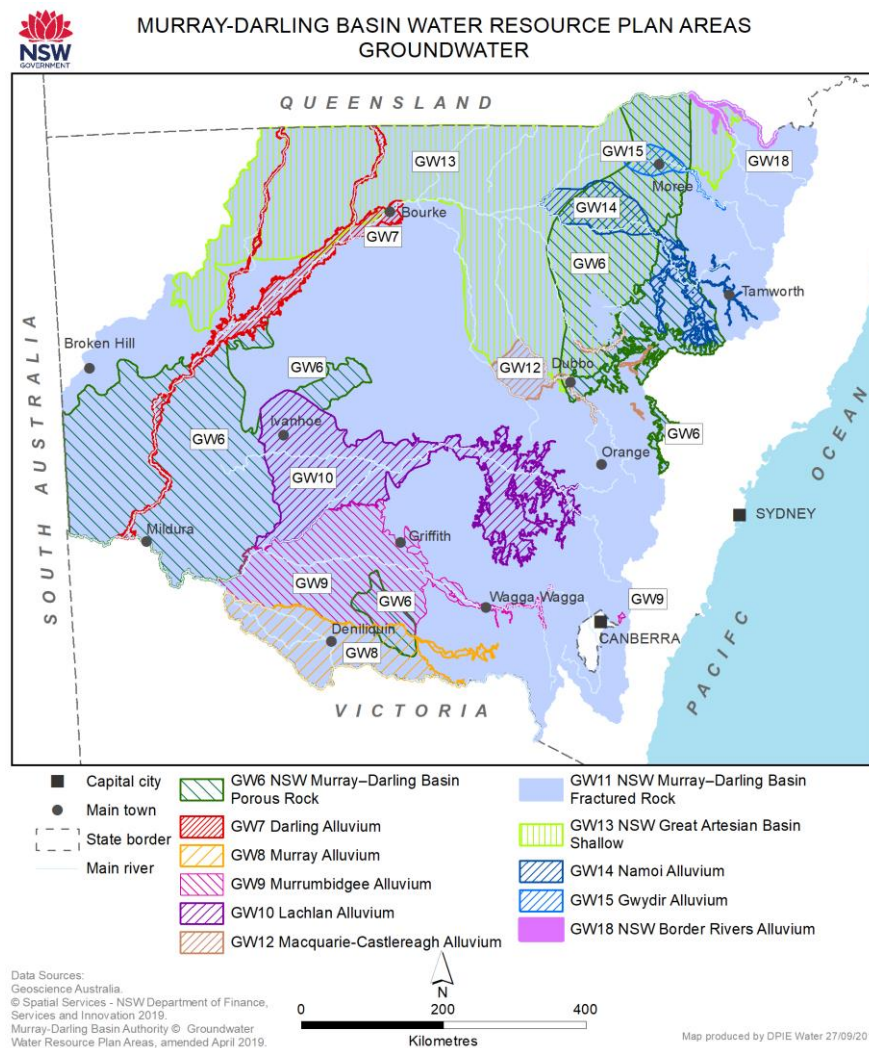 NSW
GOVERNMENT
MURRAY-DARLING BASIN WATER RESOURCE PLAN AREAS
GROUNDWATER
QUEENSLAND
GW15
GW18
GW13
Moree
GW14
Bourke
GW7
GW6
Tamworth
SOUTH AUSTRALIA
Broken Hill
GW6
GW12
Dubbo
GW6
Ivanhoe
GW6
Orange
GW10
PACIFC OCEAN
SYDNEY
Mildura
Griffith
GW9
GW6
Wagga Wagga
GW9
Deniliquin
CANBERRA
GW8
VICTORIA
Capital city
Main town
State border
Main river
GW6 NSW Murray–Darling Basin
Porous Rock
GW7 Darling Alluvium
GW8 Murray Alluvium
GW9 Murrumbidgee Alluvium
GW10 Lachlan Alluvium
GW12 Macquarie-Castlereagh Alluvium
GW11 NSW Murray–Darling Basin
Fractured Rock
GW13 NSW Great Artesian Basin
Shallow
GW14 Namoi Alluvium
GW15 Gwydir Alluvium
GW18 NSW Border Rivers Alluvium
Data Sources:
Geoscience Australia.
© Spatial Services - NSW Department of Finance,
Services and Innovation 2019.
Murray-Darling Basin Authority © Groundwater
Water Resource Plan Areas, amended April 2019.
N
0 200 400
Kilometres
Map produced by DPIE Water 27/09/20